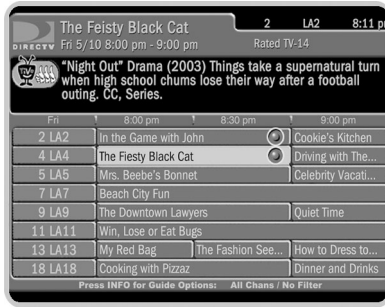 The Feisty Black Cat 2 LA2 8:11 p
DIRECTV Fri 5/10 8:00 pm - 9:00 pm Rated TV-14
TiVo "Night Out" Drama (2003) Things take a supernatural turn
when high school chums lose their way after a football
outing. CC, Series.
Fri 8:00 pm 8:30 pm 9:00 pm
2 LA2 In the Game with John Cookie's Kitchen
4 LA4 The Fiesty Black Cat Driving with The...
5 LA5 Mrs. Beebe's Bonnet Celebrity Vacati...
7 LA7 Beach City Fun
9 LA9 The Downtown Lawyers Quiet Time
11 LA11 Win, Lose or Eat Bugs
13 LA13 My Red Bag The Fashion See... How to Dress to...
18 LA18 Cooking with Pizzaz Dinner and Drinks
Press INFO for Guide Options: All Chans / No Filter